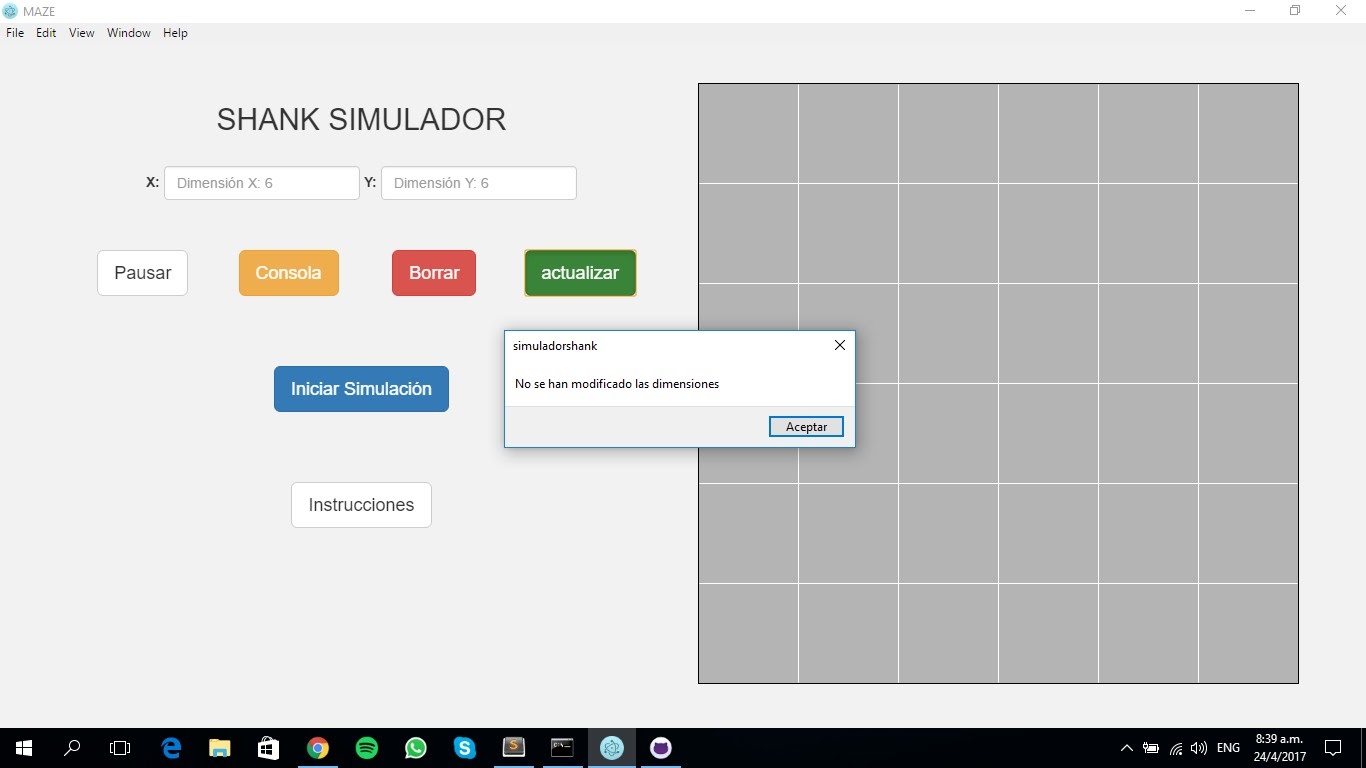 MAZE
File Edit View Window Help
SHANK SIMULADOR
X: Dimensión X: 6 Y: Dimensión Y: 6
Pausar Consola Borrar actualizar
simuladorshank
No se han modificado las dimensiones
Aceptar
Iniciar Simulación
Instrucciones
ENG
8:39 a.m.
24/4/2017